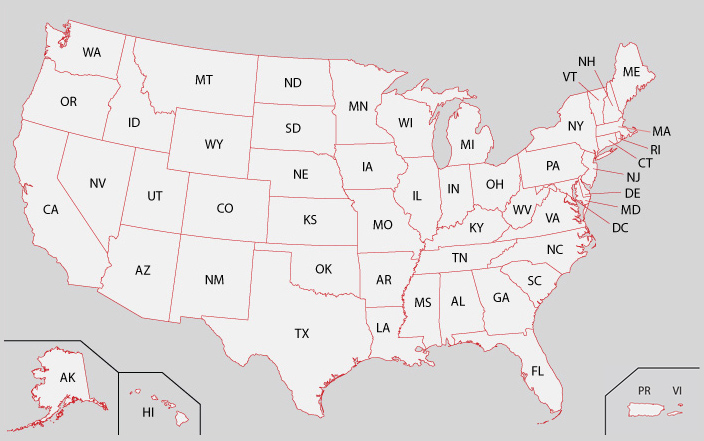 NH
VT
ME
WA
MT
ND
MN
OR
ID
SD
WI
NY
MA
WY
MI
RI
CT
IA
PA
NJ
NE
NV
UT
IL
IN
OH
DE
CO
MD
CA
WV
KS
MO
KY
VA
DC
NC
TN
AZ
NM
OK
AR
SC
MS
AL
GA
TX
LA
FL
AK
HI
PR VI